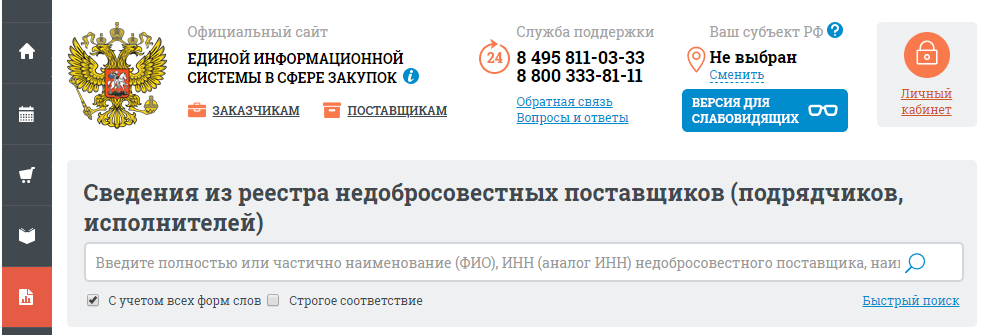 Официальный сайт
ЕДИНОЙ ИНФОРМАЦИОННОЙ
СИСТЕМЫ В СФЕРЕ ЗАКУПОК i
ЗАКАЗЧИКАМ ПОСТАВЩИКАМ
Служба поддержки
24
8 495 811-03-33
8 800 333-81-11
Обратная связь
Вопросы и ответы
Ваш субъект РФ ?
Не выбран
Сменить
ВЕРСИЯ ДЛЯ
СЛАБОВИДЯЩИХ
Личный
кабинет
Сведения из реестра недобросовестных поставщиков (подрядчиков,
исполнителей)
Введите полностью или частично наименование (ФИО), ИНН (аналог ИНН) недобросовестного поставщика, наи
С учетом всех форм слов Строгое соответствие
Быстрый поиск